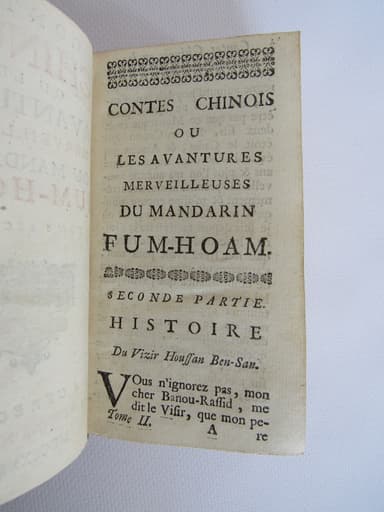 CONTES CHINOIS
OU
LES AVANTURES
MERVEILLEUSES
DU MANDARIN
FUM-HOAM.
SECONDE PARTIE.
HISTOIRE
Du Vizir Houssan Ben-San.
VOus n'ignorez pas, mon
cher Banou-Rassid, me
dit le Visir, que mon pe-
Tome II. A re